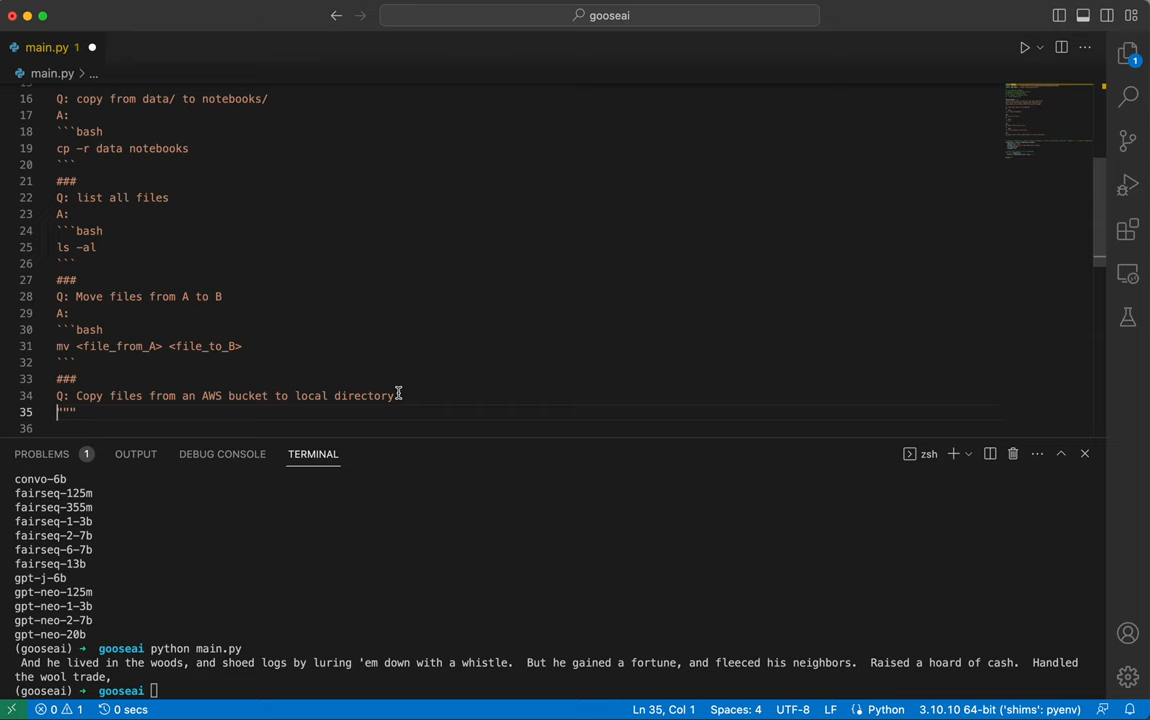 gooseai
main.py 1
main.py > ...
1
15
16 Q: copy from data/ to notebooks/
17 A:
18 ```bash
19 cp -r data notebooks
20 ```
21 ###
22 Q: list all files
23 A:
24 ```bash
25 ls -al
26 ```
27 ###
28 Q: Move files from A to B
29 A:
30 ```bash
31 mv <file_from_A> <file_to_B>
32 ```
33 ###
34 Q: Copy files from an AWS bucket to local directory
35 """
36
PROBLEMS 1 OUTPUT DEBUG CONSOLE TERMINAL zsh
convo-6b
fairseq-125m
fairseq-355m
fairseq-1-3b
fairseq-2-7b
fairseq-6-7b
fairseq-13b
gpt-j-6b
gpt-neo-125m
gpt-neo-1-3b
gpt-neo-2-7b
gpt-neo-20b
(gooseai) → gooseai python main.py
And he lived in the woods, and shoed logs by luring 'em down with a whistle. But he gained a fortune, and fleeced his neighbors. Raised a hoard of cash. Handled
the wool trade,
(gooseai) → gooseai
0 1 0 secs Ln 35, Col 1 Spaces: 4 UTF-8 LF Python 3.10.10 64-bit ('shims': pyenv)